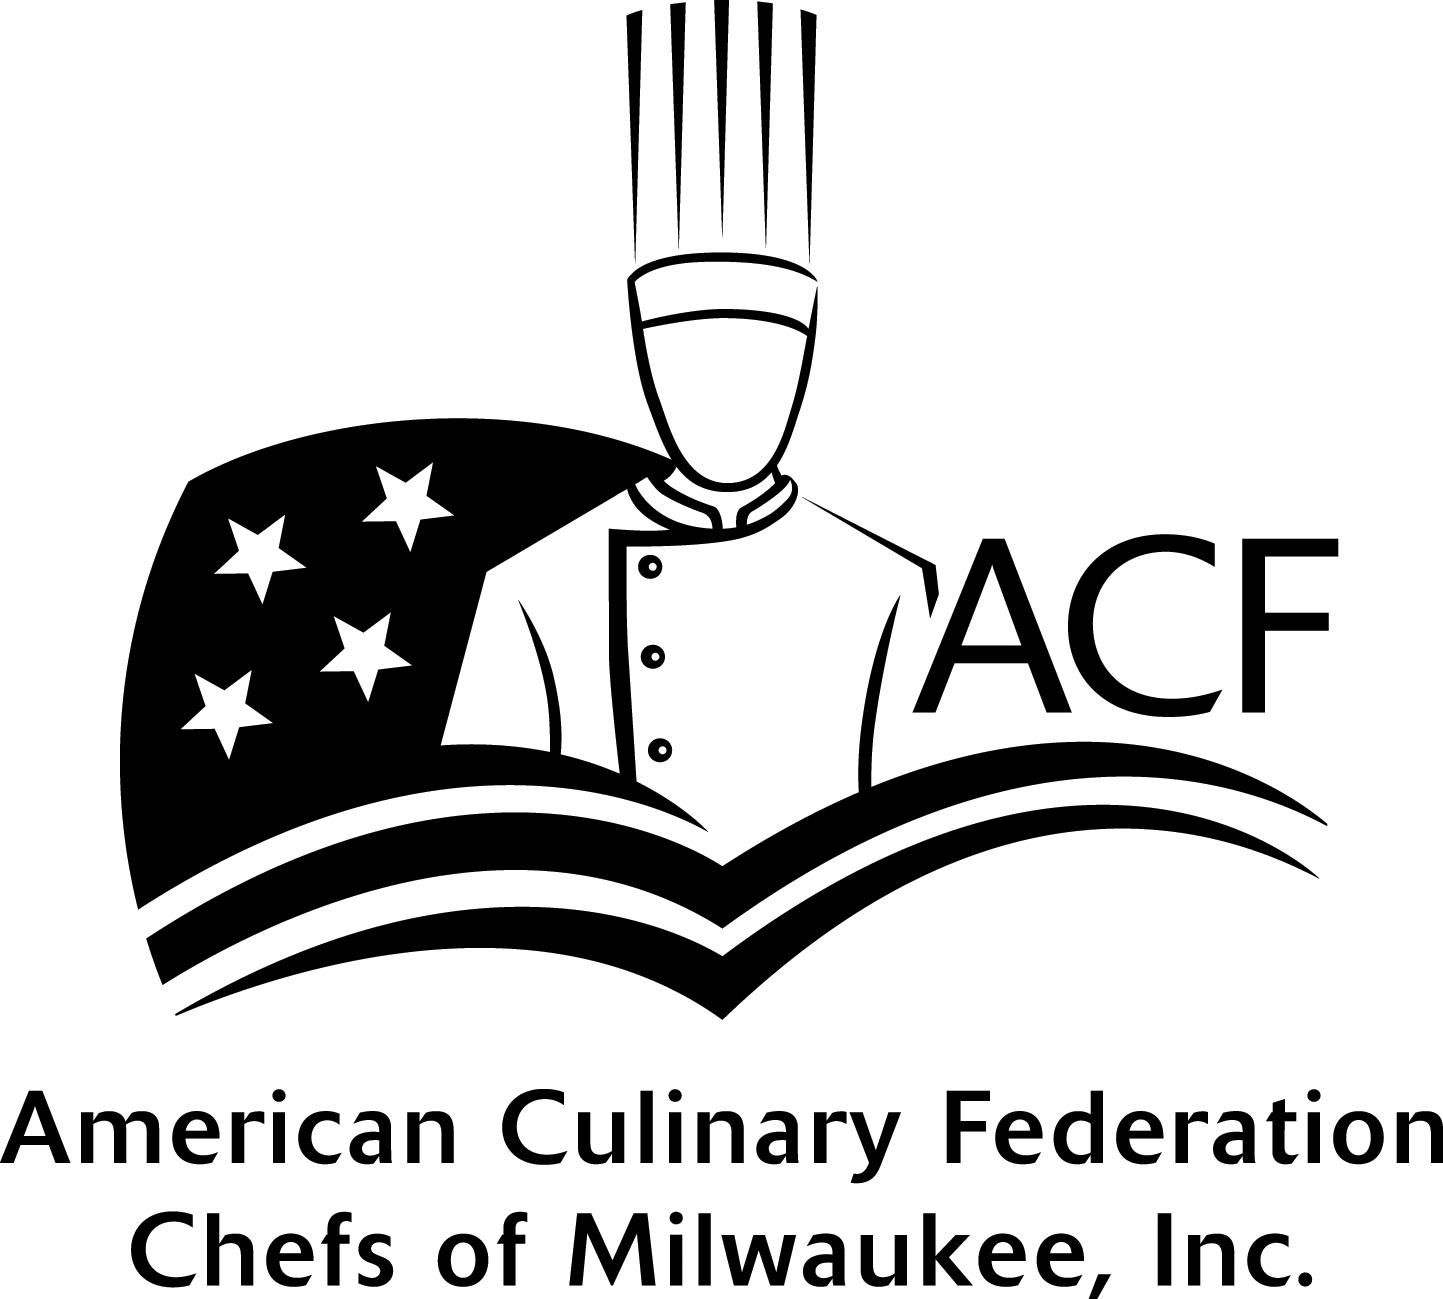 ACF
American Culinary Federation
Chefs of Milwaukee, Inc.